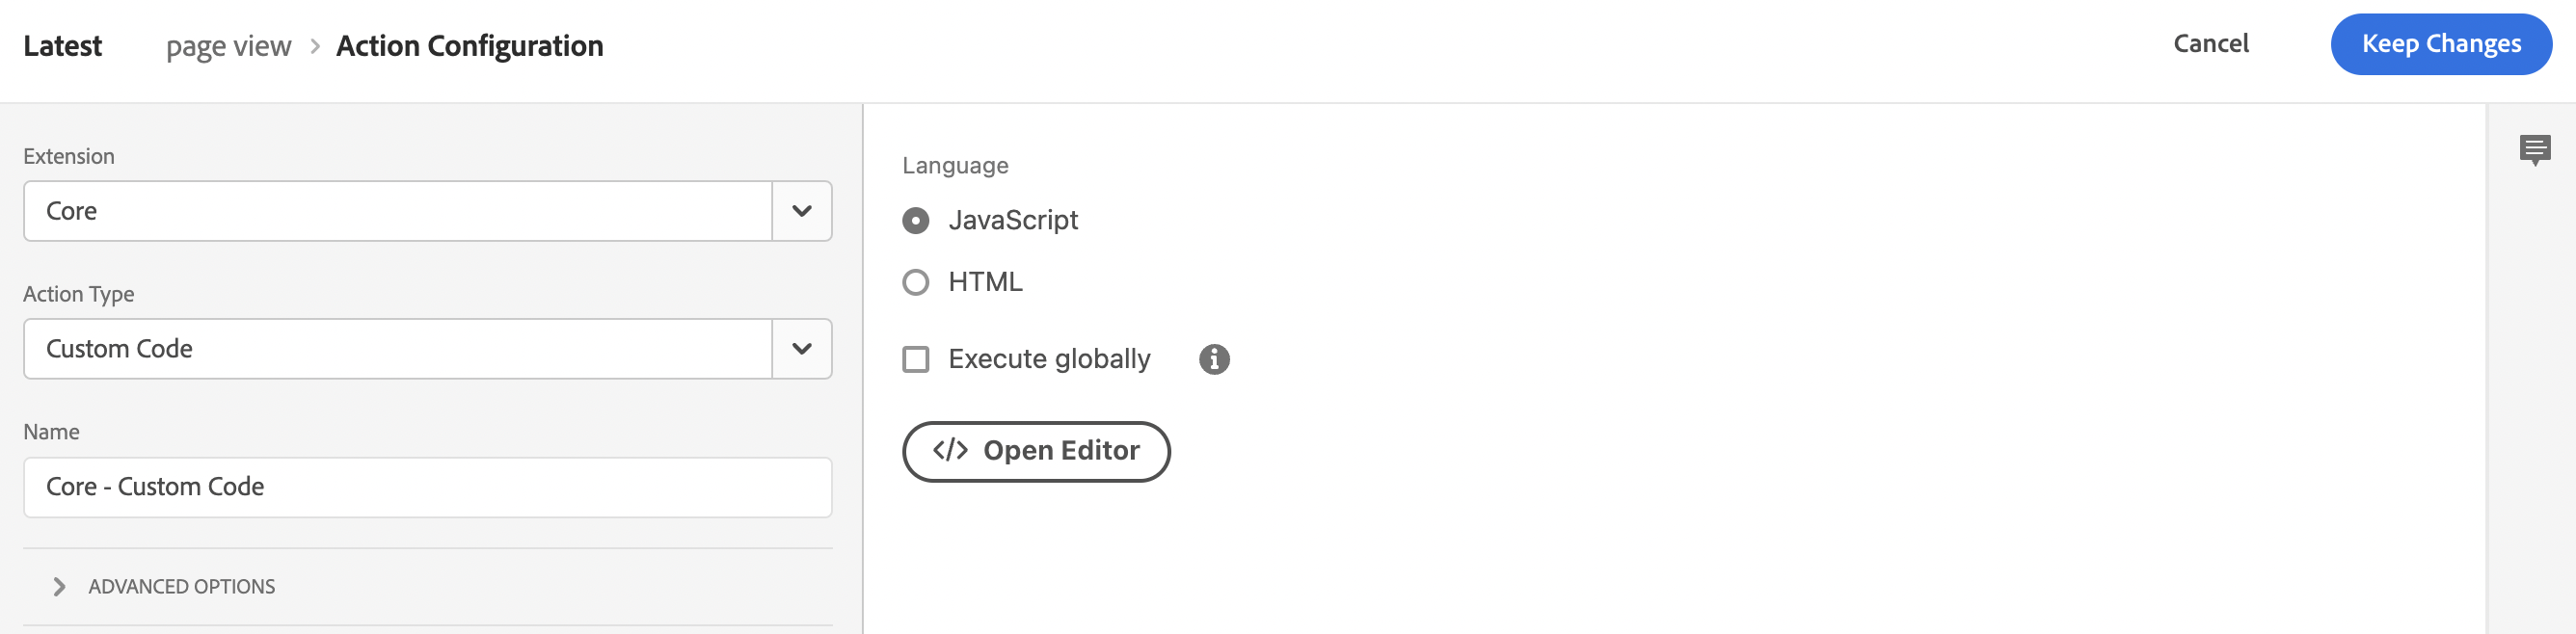 Latest page view > Action Configuration Cancel Keep Changes
Extension
Core
Action Type
Custom Code
Name
Core - Custom Code
ADVANCED OPTIONS
Language
JavaScript
HTML
Execute globally
</> Open Editor